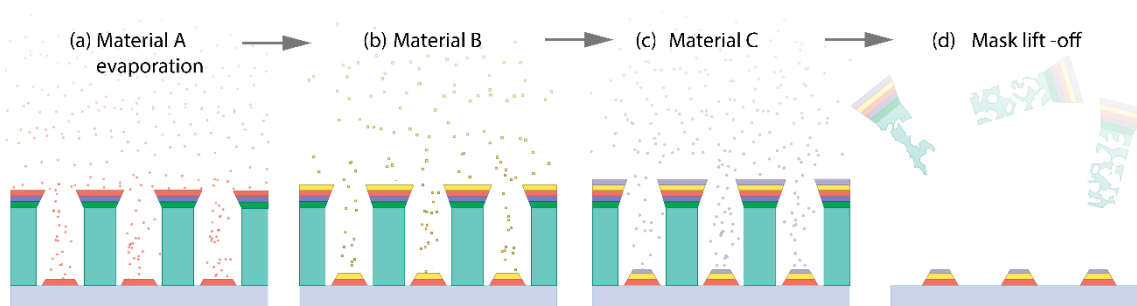 (a) Material A
evaporation
(b) Material B
(c) Material C
(d) Mask lift -off